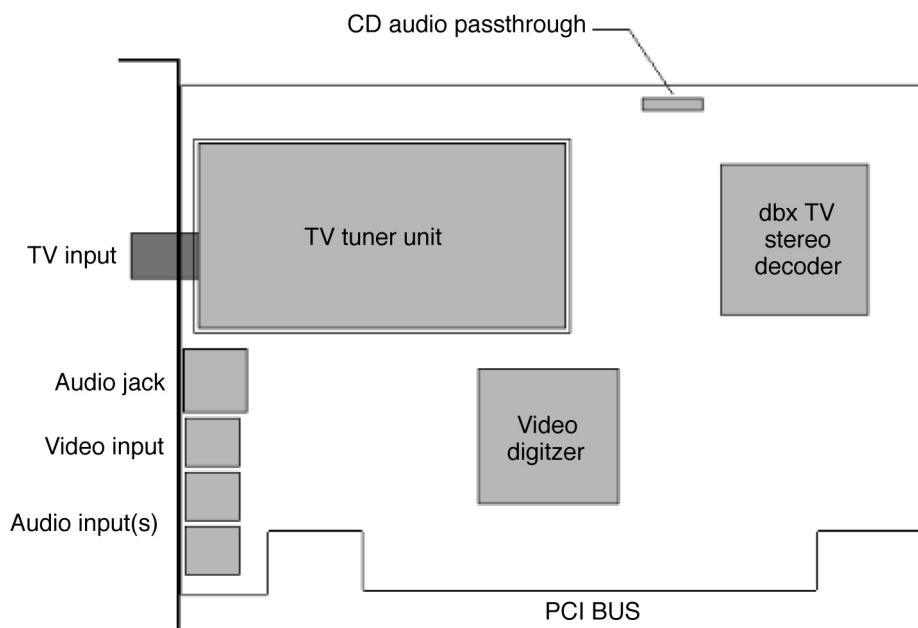 CD audio passthrough
TV tuner unit
dbx TV
stereo
decoder
TV input
Audio jack
Video input
Video
digitzer
Audio input(s)
PCI BUS